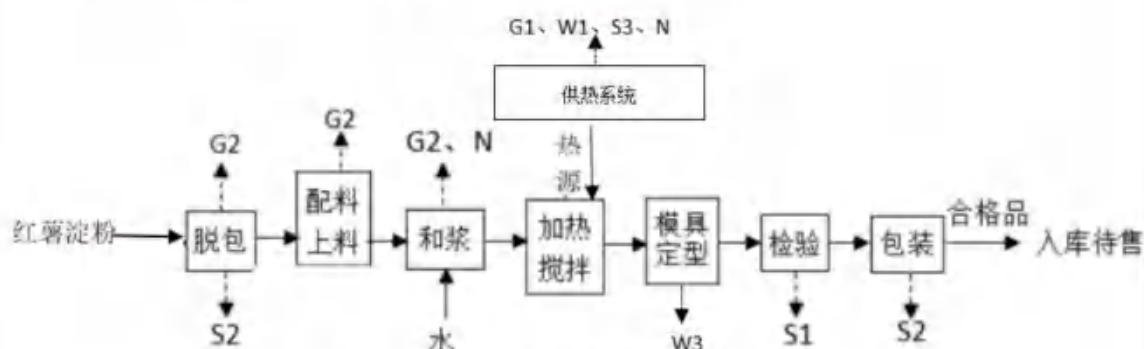 G1、W1、S3、N
供热系统
G2
G2
G2、N
热源
红薯淀粉
脱包
配料
上料
和浆
加热
搅拌
模具
定型
检验
包装
合格品
入库待售
S2
水
W3
S1
S2